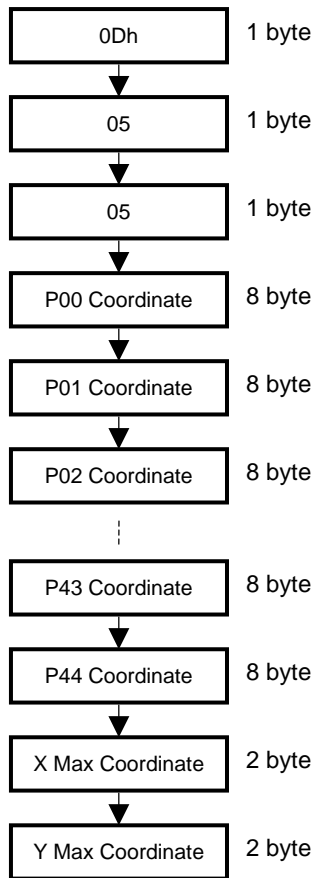 0Dh 1 byte
05 1 byte
05 1 byte
P00 Coordinate 8 byte
P01 Coordinate 8 byte
P02 Coordinate 8 byte
P43 Coordinate 8 byte
P44 Coordinate 8 byte
X Max Coordinate 2 byte
Y Max Coordinate 2 byte